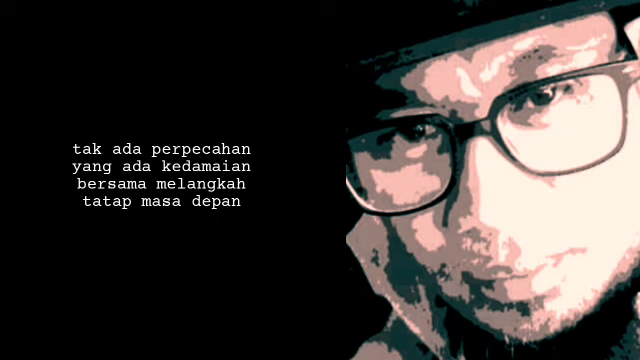 tak ada perpecahan
yang ada kedamaian
bersama melangkah
tatap masa depan